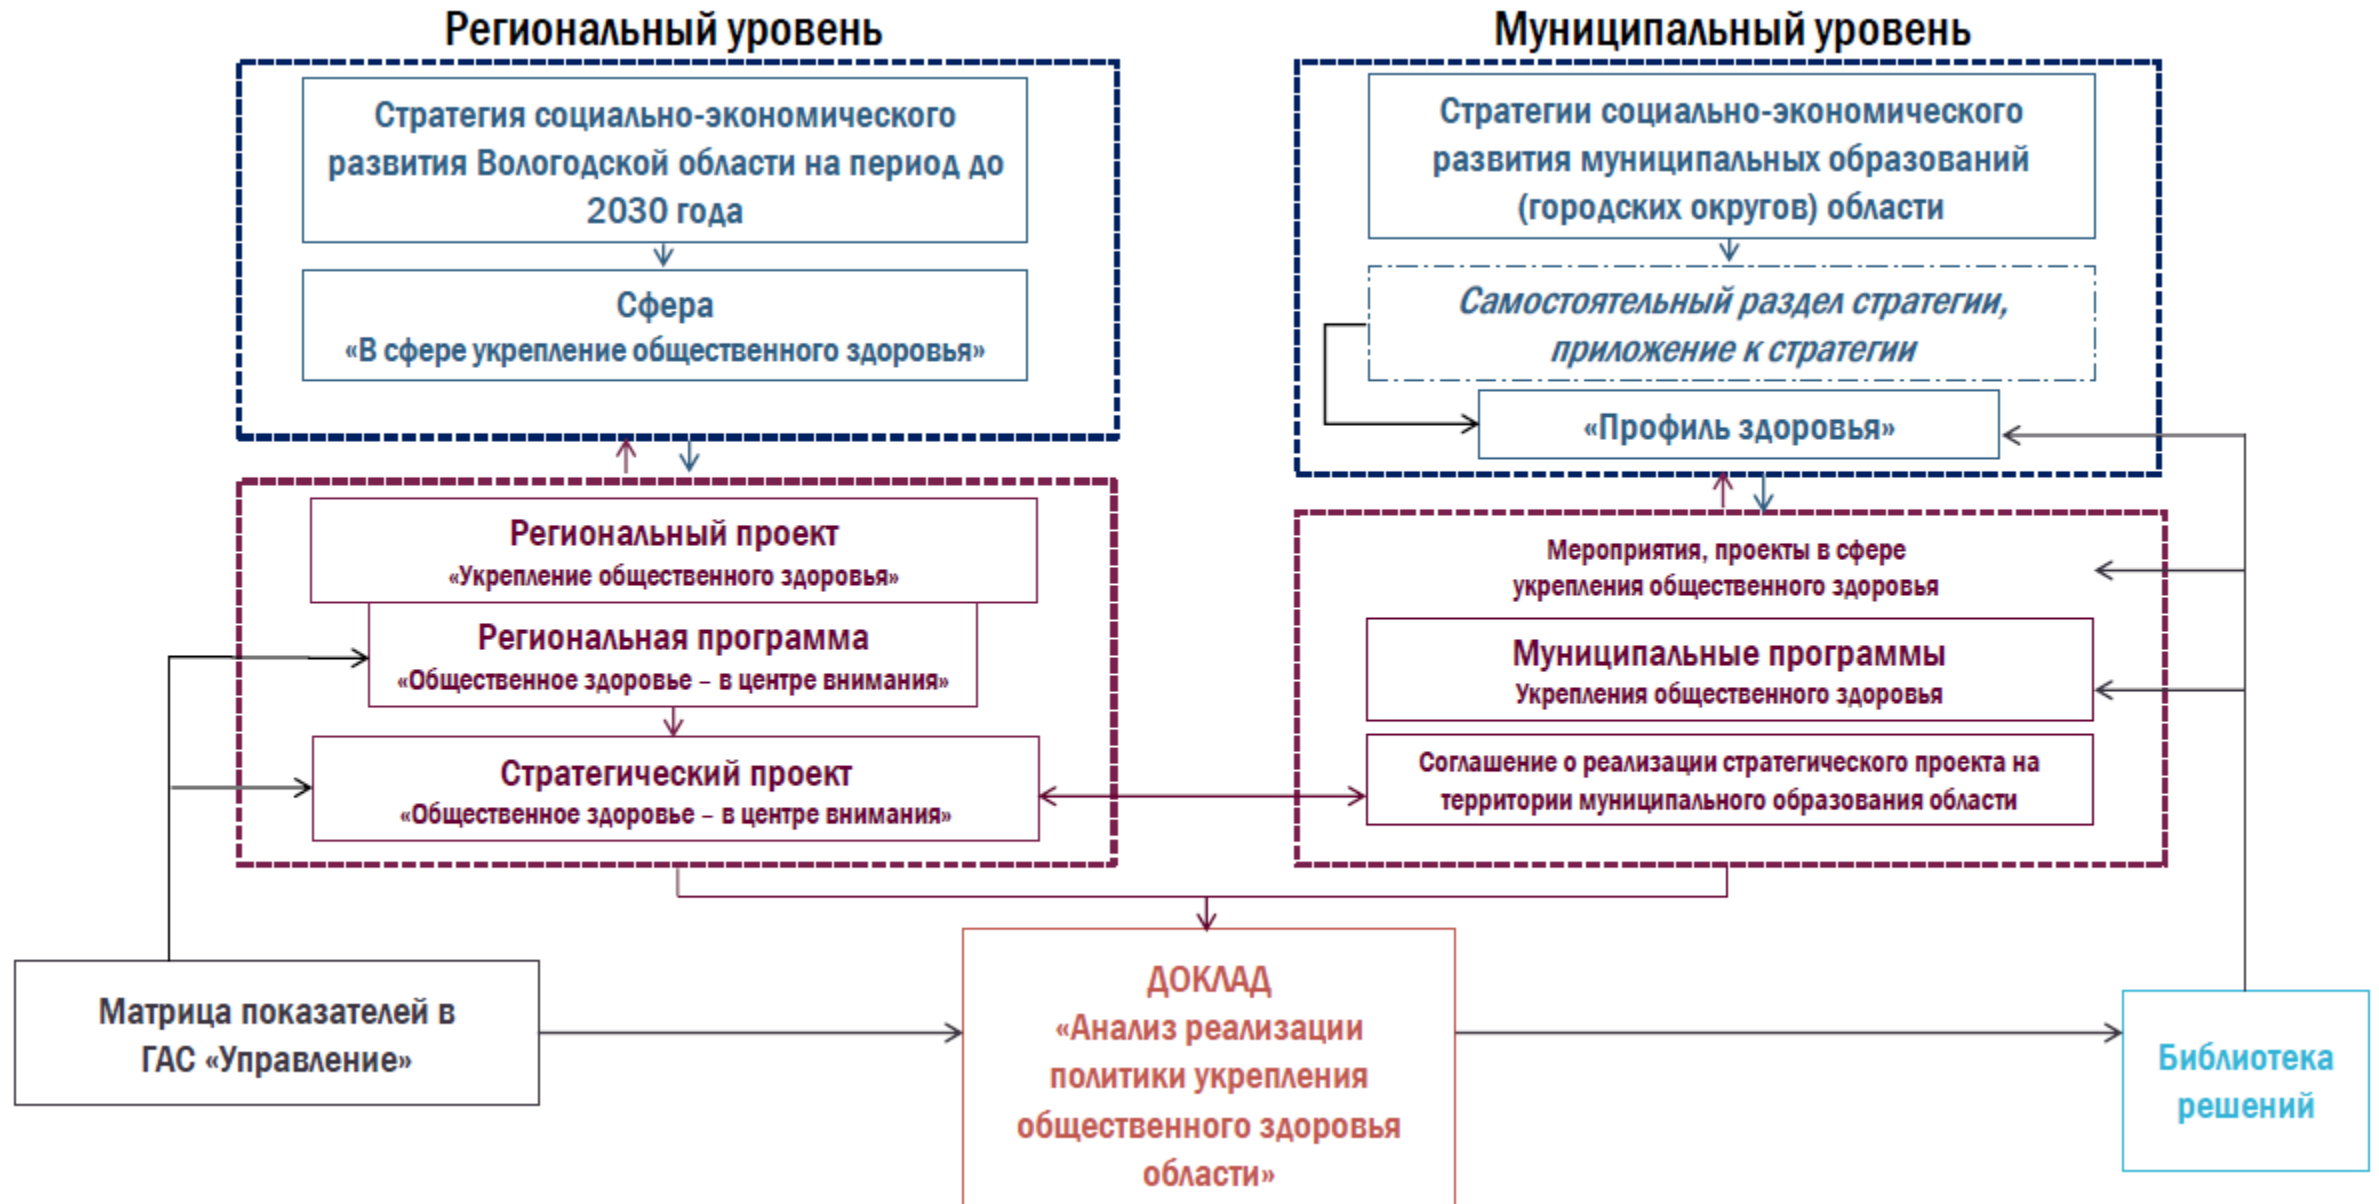 Региональный уровень
Стратегия социально-экономического
развития Вологодской области на период до
2030 года
Сфера
«В сфере укрепление общественного здоровья»
Региональный проект
«Укрепление общественного здоровья»
Региональная программа
«Общественное здоровье – в центре внимания»
Стратегический проект
«Общественное здоровье – в центре внимания»
Муниципальный уровень
Стратегии социально-экономического
развития муниципальных образований
(городских округов) области
Самостоятельный раздел стратегии,
приложение к стратегии
«Профиль здоровья»
Мероприятия, проекты в сфере
укрепления общественного здоровья
Муниципальные программы
Укрепления общественного здоровья
Соглашение о реализации стратегического проекта на
территории муниципального образования области
Матрица показателей в
ГАС «Управление»
ДОКЛАД
«Анализ реализации
политики укрепления
общественного здоровья
области»
Библиотека
решений